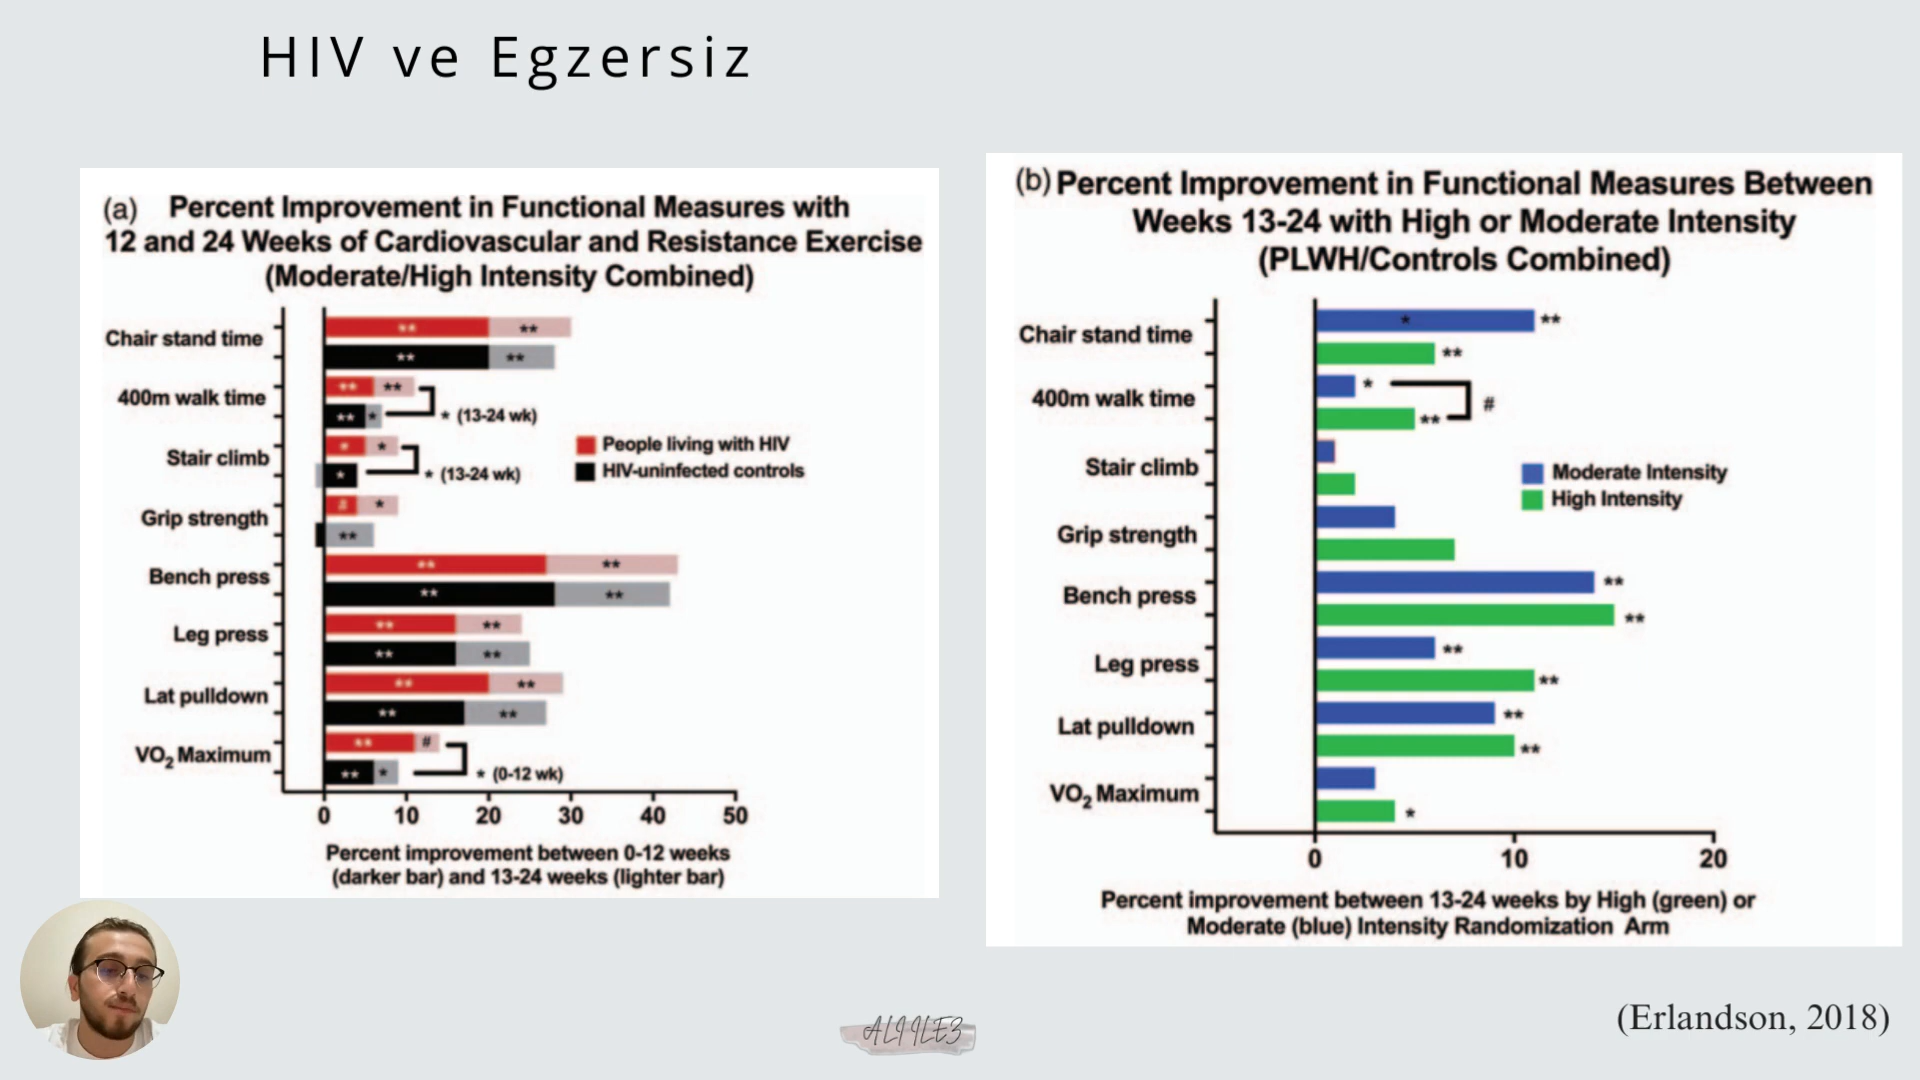 HIV ve Egzersiz
(a) Percent Improvement in Functional Measures with
12 and 24 Weeks of Cardiovascular and Resistance Exercise
(Moderate/High Intensity Combined)
Chair stand time
** **
** **
400m walk time
** **
** *
* (13-24 wk)
Stair climb
* *
*
* (13-24 wk)
People living with HIV
HIV-uninfected controls
Grip strength
*
**
Bench press
** **
** **
Leg press
** **
** **
Lat pulldown
** **
** **
VO₂ Maximum
** #
** *
* (0-12 wk)
0 10 20 30 40 50
Percent improvement between 0-12 weeks
(darker bar) and 13-24 weeks (lighter bar)
(b) Percent Improvement in Functional Measures Between
Weeks 13-24 with High or Moderate Intensity
(PLWH/Controls Combined)
Chair stand time
* **
**
400m walk time
*
**
#
Stair climb
Moderate Intensity
High Intensity
Grip strength
Bench press
**
**
Leg press
**
**
Lat pulldown
**
**
VO₂ Maximum
*
0 10 20
Percent improvement between 13-24 weeks by High (green) or
Moderate (blue) Intensity Randomization Arm
(Erlandson, 2018)